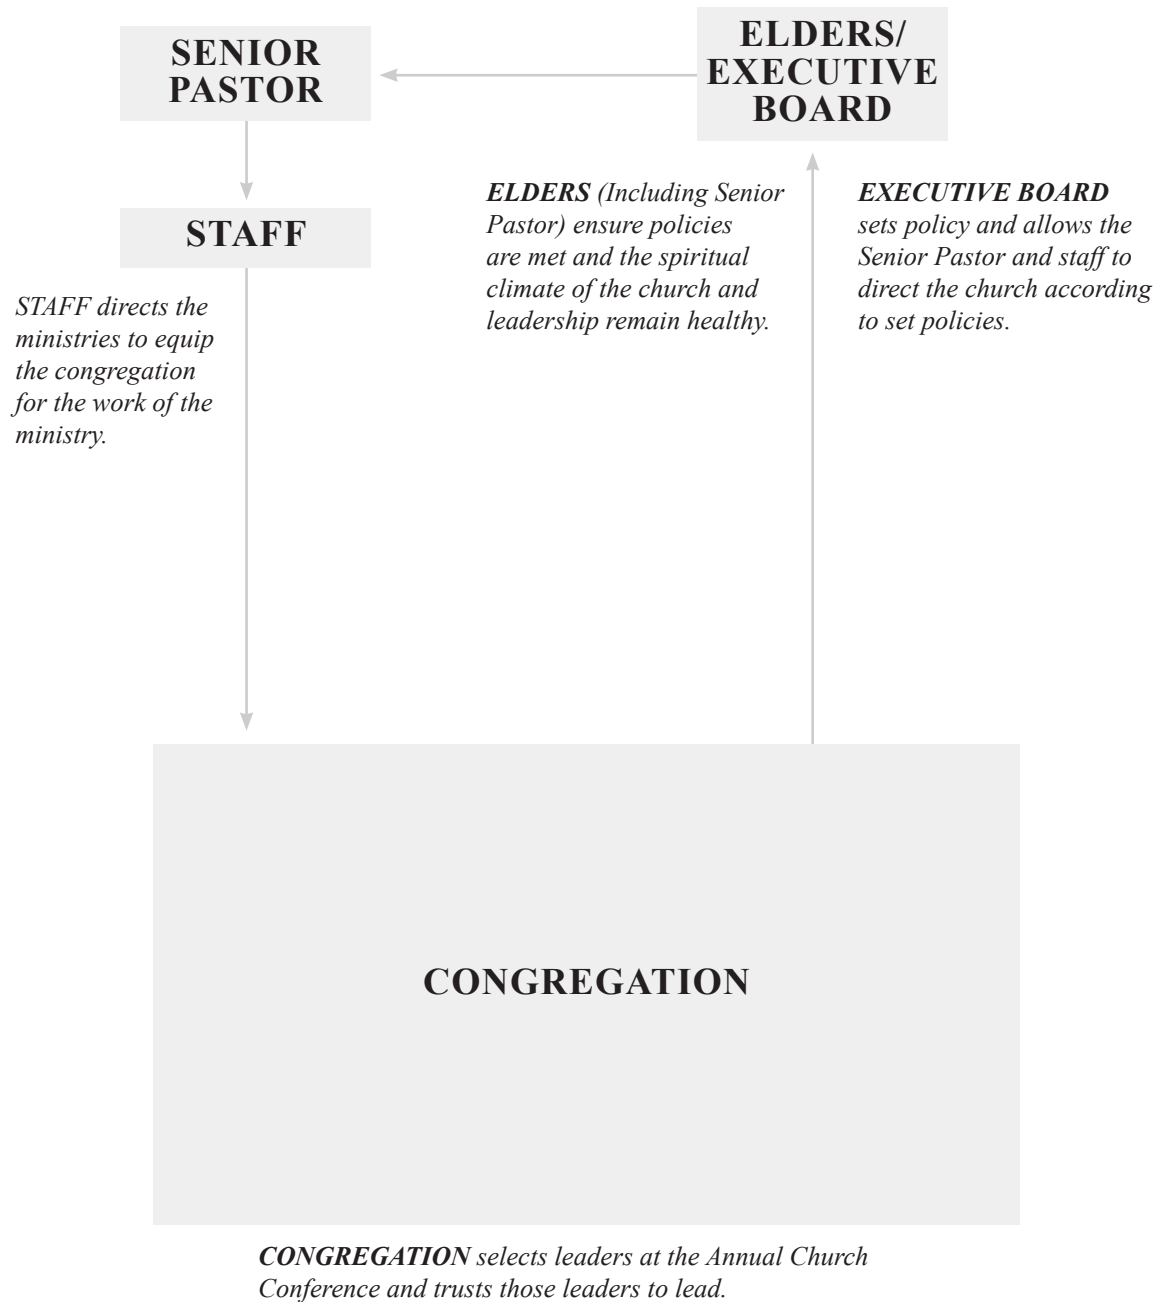 SENIOR
PASTOR
ELDERS/
EXECUTIVE
BOARD
STAFF
STAFF directs the
ministries to equip
the congregation
for the work of the
ministry.
ELDERS (Including Senior
Pastor) ensure policies
are met and the spiritual
climate of the church and
leadership remain healthy.
EXECUTIVE BOARD
sets policy and allows the
Senior Pastor and staff to
direct the church according
to set policies.
CONGREGATION
CONGREGATION selects leaders at the Annual Church
Conference and trusts those leaders to lead.